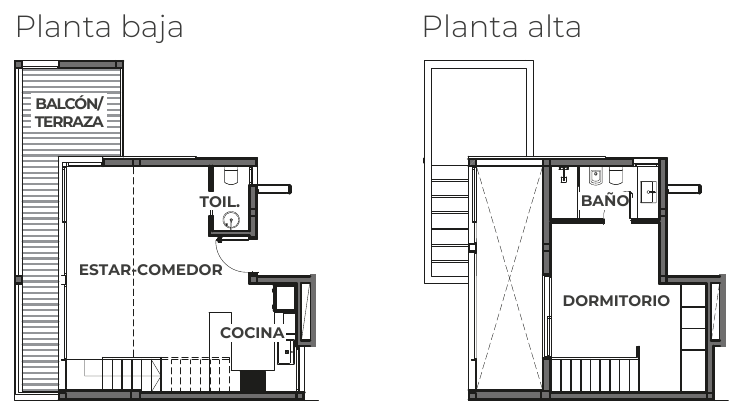 Planta baja
Planta alta
BALCÓN/
TERRAZA
TOIL.
ESTAR-COMEDOR
COCINA
BAÑO
DORMITORIO